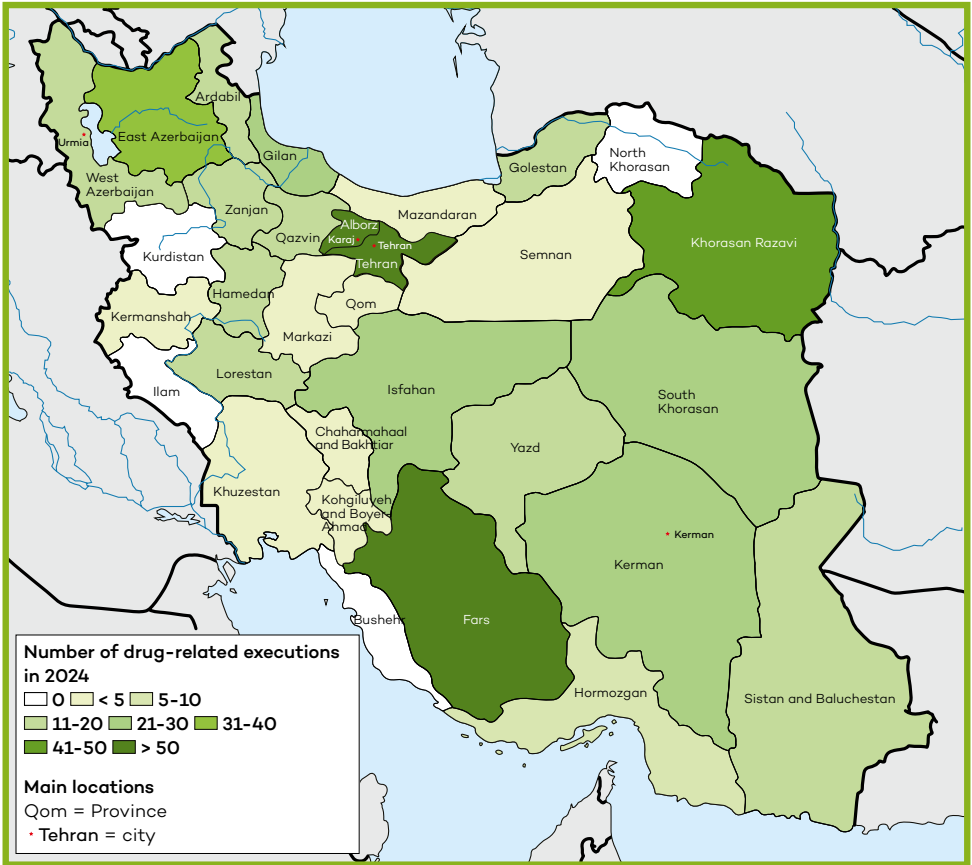 Ardabil
East Azerbaijan
Urmia
Gilan
West
Azerbaijan
Golestan
North
Khorasan
Zanjan
Mazandaran
Alborz
Qazvin
Karaj
Tehran
Tehran
Khorasan Razavi
Kurdistan
Semnan
Hamedan
Qom
Kermanshah
Markazi
Lorestan
Ilam
Isfahan
South
Khorasan
Chaharmahaal
and Bakhtiar
Yazd
Khuzestan
Kohgiluyeh
and Boyer-
Ahmad
Kerman
Kerman
Bushehr
Fars
Hormozgan
Sistan and Baluchestan
Number of drug-related executions
in 2024
0 < 5 5-10
11-20 21-30 31-40
41-50 > 50
Main locations
Qom = Province
Tehran = city